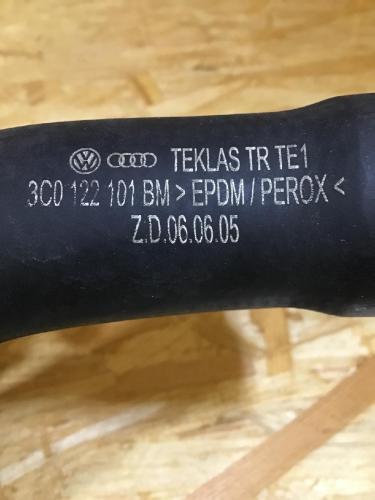 TEKLAS TR TE1
3C0 122 101 BM > EPDM / PEROX <
Z.D.06.06.05